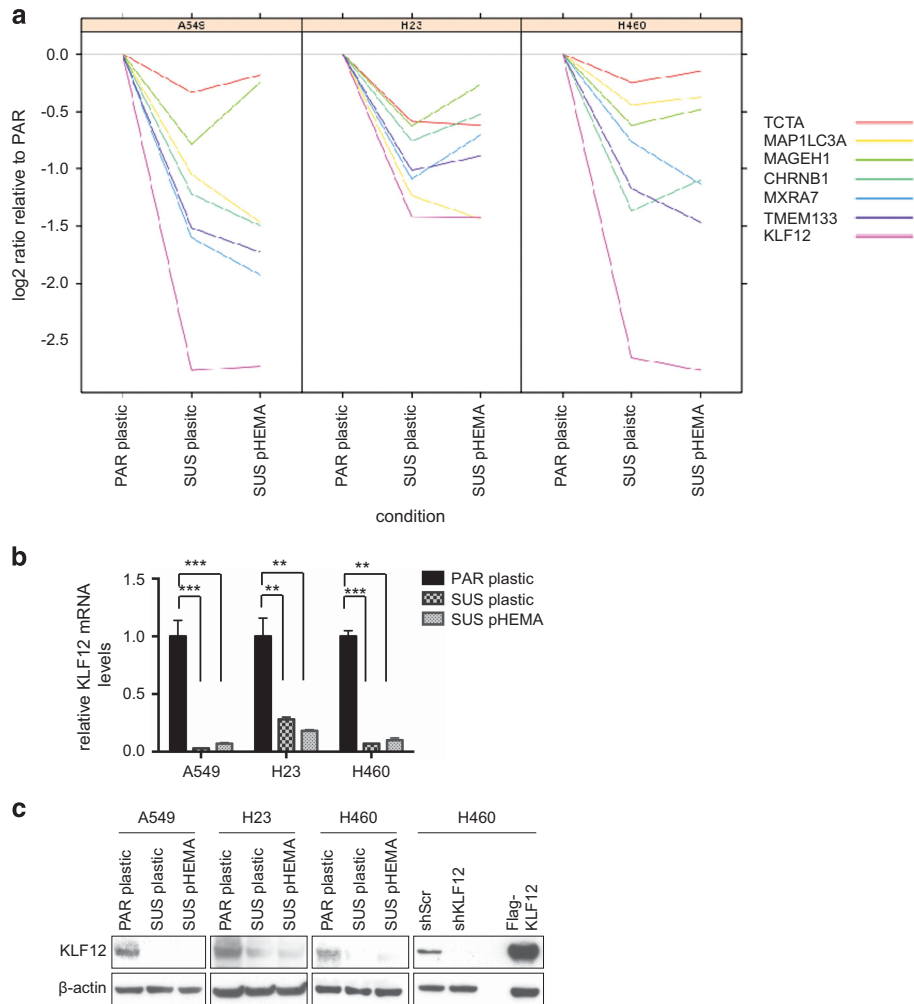 a
A549
H23
H460
0.0
-0.5
-1.0
-1.5
-2.0
-2.5
log2 ratio relative to PAR
PAR plastic
SUS plastic
SUS pHEMA
PAR plastic
SUS plastic
SUS pHEMA
PAR plasitc
SUS plaistc
SUS pHEMA
condition
TCTA
MAP1LC3A
MAGEH1
CHRNB1
MXRA7
TMEM133
KLF12
b
relative KLF12 mRNA
levels
1.5
1.0
0.5
0.0
***
***
**
**
**
***
A549
H23
H460
PAR plastic
SUS plastic
SUS pHEMA
c
A549
H23
H460
H460
PAR plastic
SUS plastic
SUS pHEMA
PAR plastic
SUS plastic
SUS pHEMA
PAR plastic
SUS plastic
SUS pHEMA
shScr
shKLF12
Flag-
KLF12
KLF12
β-actin